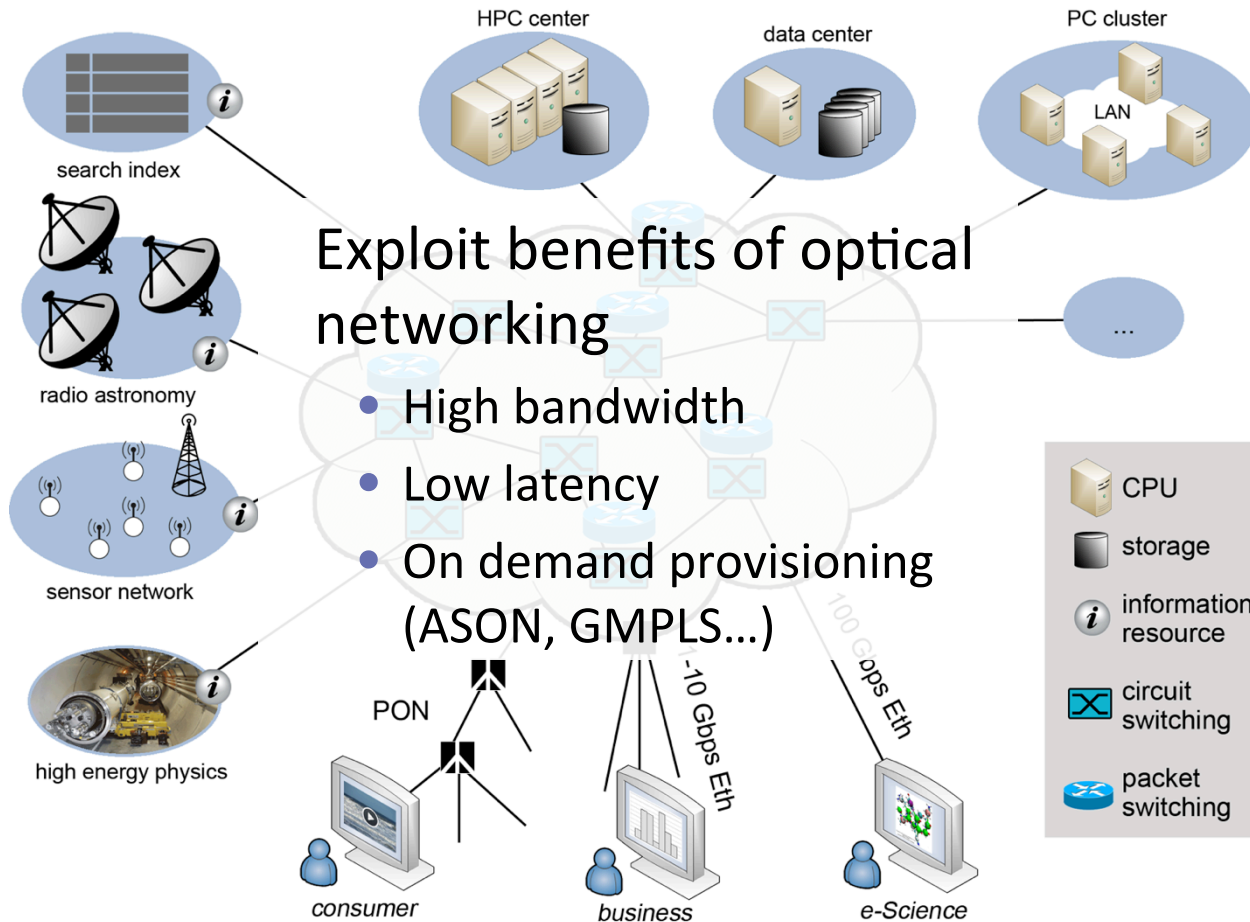 HPC center
data center
PC cluster
LAN
i
search index
Exploit benefits of optical
networking
...
i
radio astronomy
• High bandwidth
• Low latency
• On demand provisioning
(ASON, GMPLS...)
i
sensor network
i
high energy physics
CPU
storage
i
information
resource
circuit
switching
packet
switching
PON
1-10 Gbps Eth
100 Gbps Eth
consumer
business
e-Science